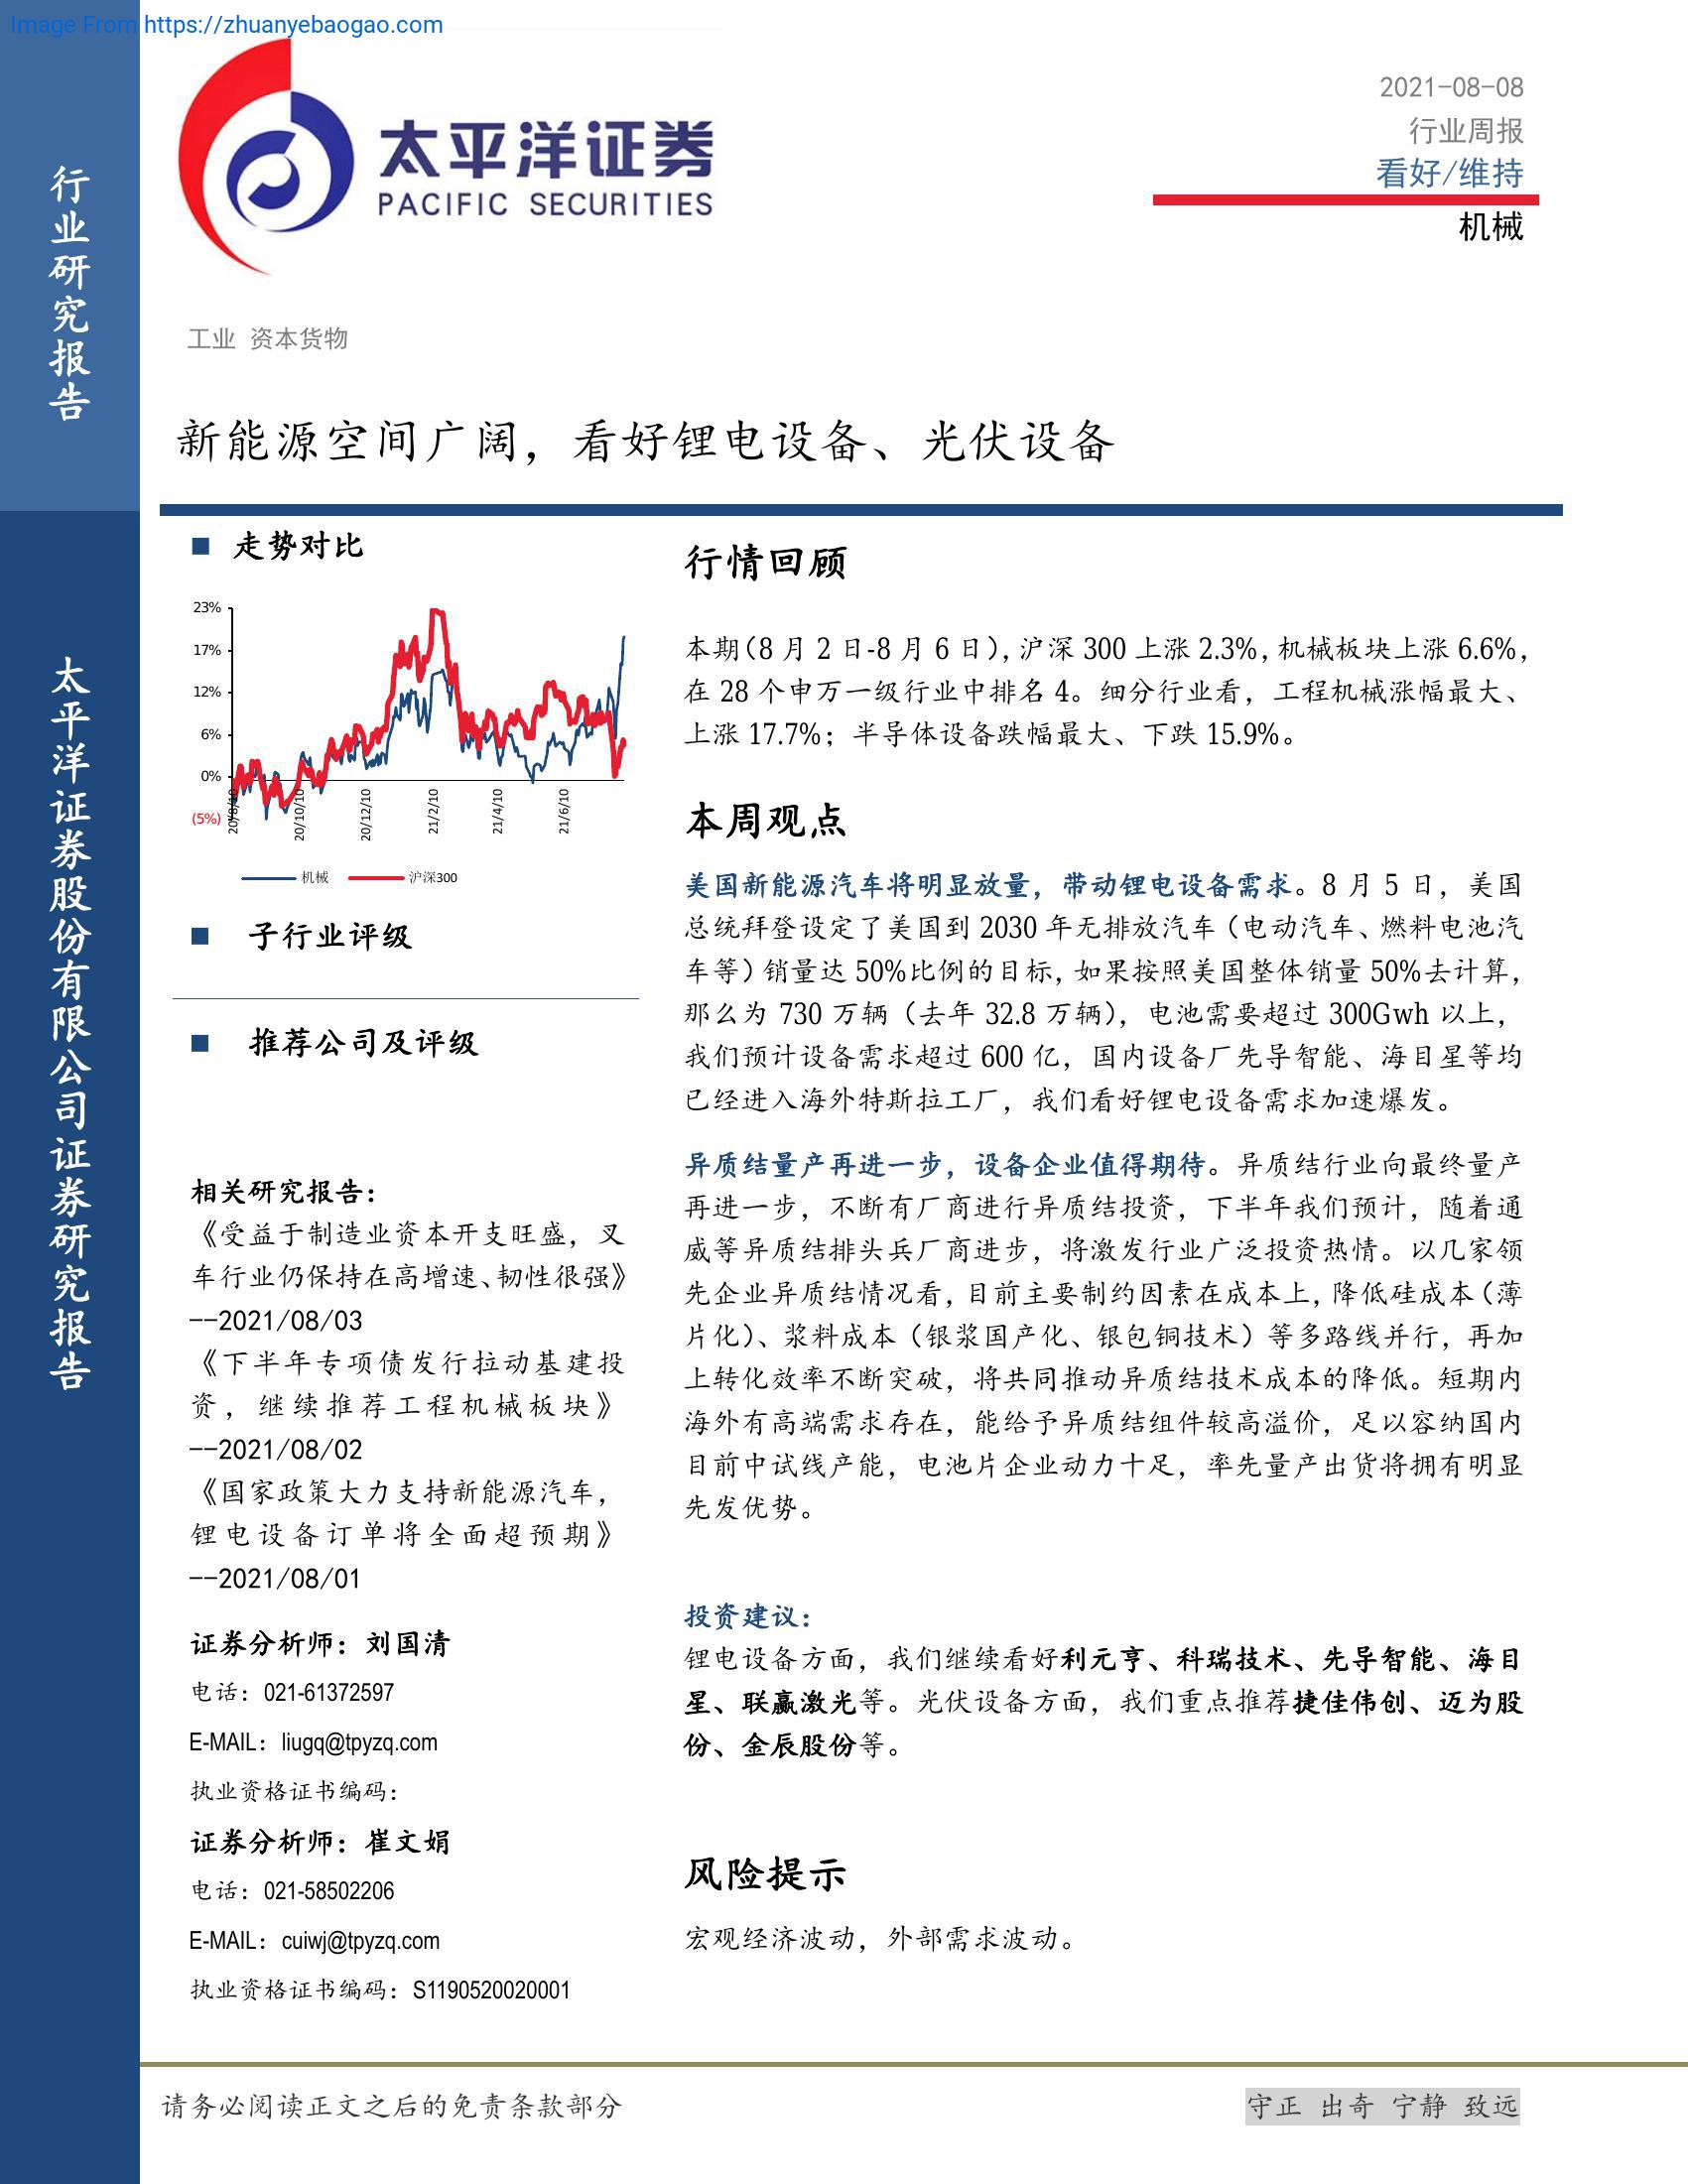 Image From https://zhuanyebaogao.com
行业研究报告
太平洋证券股份有限公司证券研究报告
太平洋证券
PACIFIC SECURITIES
2021-08-08
行业周报
看好/维持
机械
工业 资本货物
新能源空间广阔，看好锂电设备、光伏设备
■ 走势对比
23%
17%
12%
6%
0%
(5%)
20/8/10
20/10/10
20/12/10
21/2/10
21/4/10
21/6/10
机械
沪深300
■ 子行业评级
■ 推荐公司及评级
相关研究报告：
《受益于制造业资本开支旺盛，叉
车行业仍保持在高增速、韧性很强》
--2021/08/03
《下半年专项债发行拉动基建投
资，继续推荐工程机械板块》
--2021/08/02
《国家政策大力支持新能源汽车，
锂电设备订单将全面超预期》
--2021/08/01
证券分析师：刘国清
电话：021-61372597
E-MAIL：liugq@tpyzq.com
执业资格证书编码：
证券分析师：崔文娟
电话：021-58502206
E-MAIL：cuiwj@tpyzq.com
执业资格证书编码：S1190520020001
行情回顾
本期（8 月 2 日-8 月 6 日），沪深 300 上涨 2.3%，机械板块上涨 6.6%，
在 28 个申万一级行业中排名 4。细分行业看，工程机械涨幅最大、
上涨 17.7%；半导体设备跌幅最大、下跌 15.9%。
本周观点
美国新能源汽车将明显放量，带动锂电设备需求。8 月 5 日，美国
总统拜登设定了美国到 2030 年无排放汽车（电动汽车、燃料电池汽
车等）销量达 50%比例的目标，如果按照美国整体销量 50%去计算，
那么为 730 万辆（去年 32.8 万辆），电池需要超过 300Gwh 以上，
我们预计设备需求超过 600 亿，国内设备厂先导智能、海目星等均
已经进入海外特斯拉工厂，我们看好锂电设备需求加速爆发。
异质结量产再进一步，设备企业值得期待。异质结行业向最终量产
再进一步，不断有厂商进行异质结投资，下半年我们预计，随着通
威等异质结排头兵厂商进步，将激发行业广泛投资热情。以几家领
先企业异质结情况看，目前主要制约因素在成本上，降低硅成本（薄
片化）、浆料成本（银浆国产化、银包铜技术）等多路线并行，再加
上转化效率不断突破，将共同推动异质结技术成本的降低。短期内
海外有高端需求存在，能给予异质结组件较高溢价，足以容纳国内
目前中试线产能，电池片企业动力十足，率先量产出货将拥有明显
先发优势。
投资建议：
锂电设备方面，我们继续看好利元亨、科瑞技术、先导智能、海目
星、联赢激光等。光伏设备方面，我们重点推荐捷佳伟创、迈为股
份、金辰股份等。
风险提示
宏观经济波动，外部需求波动。
请务必阅读正文之后的免责条款部分
守正 出奇 宁静 致远